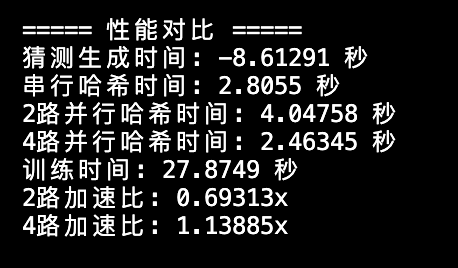 ===== 性能对比 =====
猜测生成时间: -8.61291 秒
串行哈希时间: 2.8055 秒
2路并行哈希时间: 4.04758 秒
4路并行哈希时间: 2.46345 秒
训练时间: 27.8749 秒
2路加速比: 0.69313x
4路加速比: 1.13885x